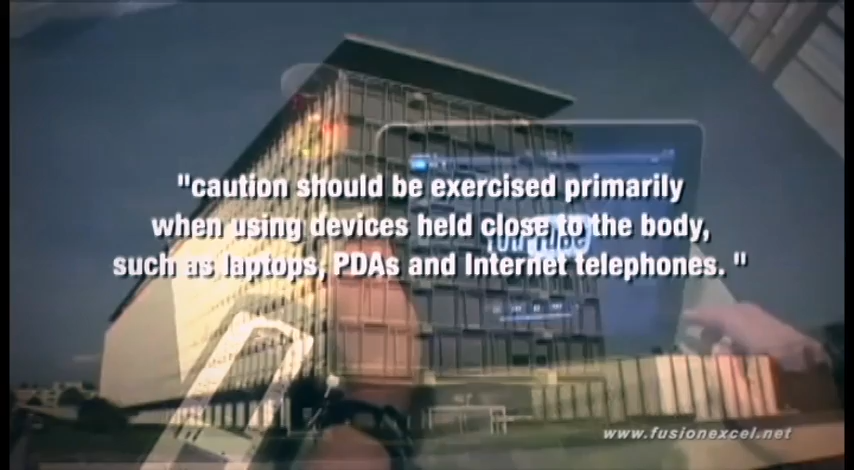 "caution should be exercised primarily
when using devices held close to the body,
such as laptops, PDAs and Internet telephones. "
YouTube
www.fusionexcel.net